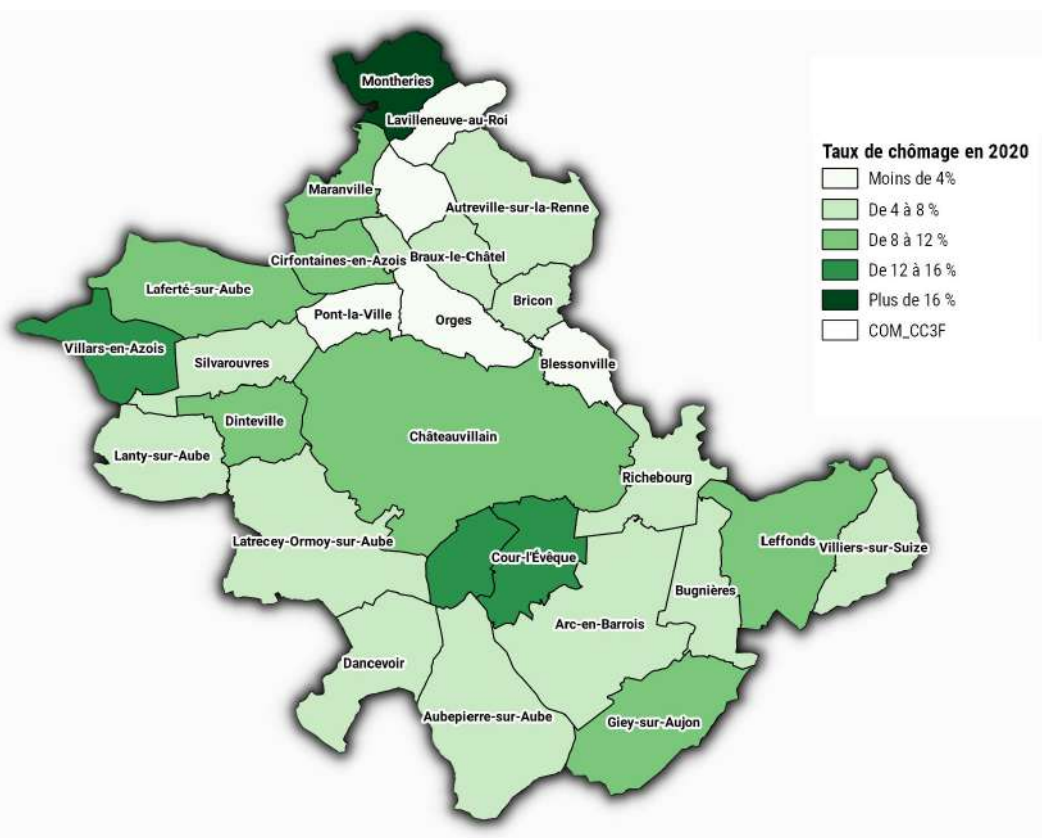 Montheries
Lavilleneuve-au-Roi
Maranville
Autreville-sur-la-Renne
Cirfontaines-en-Azois
Braux-le-Châtel
Laferté-sur-Aube
Bricon
Pont-la-Ville
Orges
Villars-en-Azois
Silvarouvres
Blessonville
Dinteville
Châteauvillain
Lanty-sur-Aube
Richebourg
Latrecey-Ormoy-sur-Aube
Leffonds
Villiers-sur-Suize
Cour-l'Évêque
Bugnières
Arc-en-Barrois
Dancevoir
Aubepierre-sur-Aube
Giey-sur-Aujon
Taux de chômage en 2020
Moins de 4%
De 4 à 8 %
De 8 à 12 %
De 12 à 16 %
Plus de 16 %
COM_CC3F